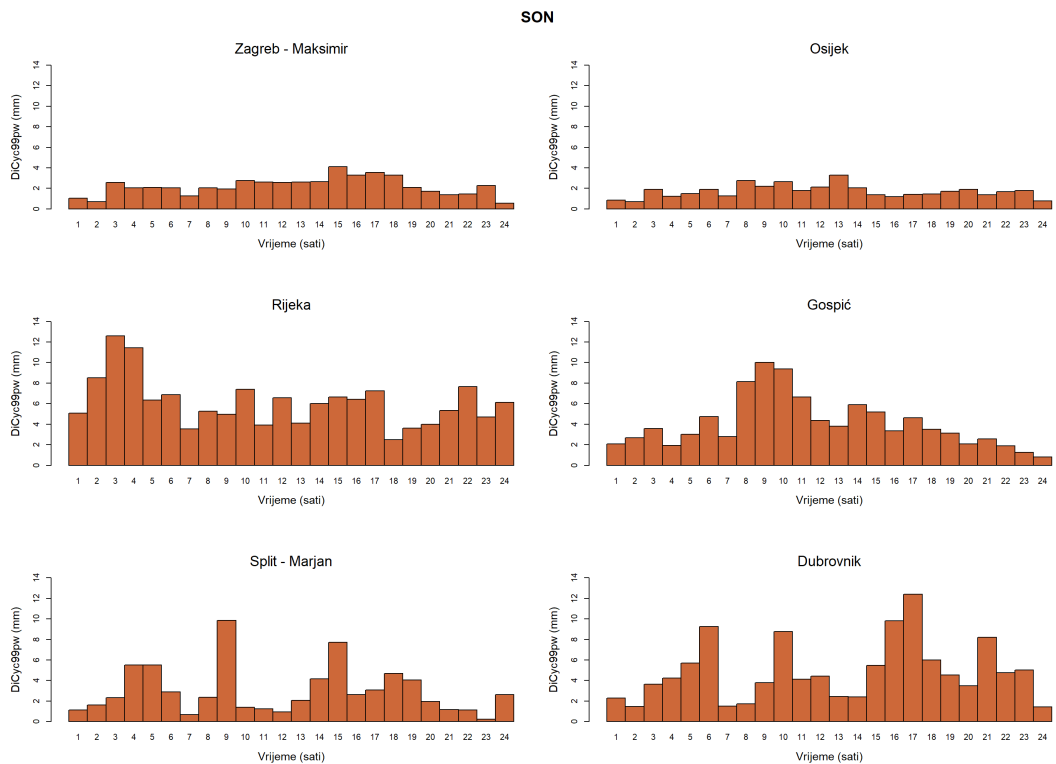 SON
Zagreb - Maksimir
DiCyc99pw (mm)
0 2 4 6 8 10 12 14
1 2 3 4 5 6 7 8 9 10 11 12 13 14 15 16 17 18 19 20 21 22 23 24
Vrijeme (sati)
Osijek
DiCyc99pw (mm)
0 2 4 6 8 10 12 14
1 2 3 4 5 6 7 8 9 10 11 12 13 14 15 16 17 18 19 20 21 22 23 24
Vrijeme (sati)
Rijeka
DiCyc99pw (mm)
0 2 4 6 8 10 12 14
1 2 3 4 5 6 7 8 9 10 11 12 13 14 15 16 17 18 19 20 21 22 23 24
Vrijeme (sati)
Gospić
DiCyc99pw (mm)
0 2 4 6 8 10 12 14
1 2 3 4 5 6 7 8 9 10 11 12 13 14 15 16 17 18 19 20 21 22 23 24
Vrijeme (sati)
Split - Marjan
DiCyc99pw (mm)
0 2 4 6 8 10 12 14
1 2 3 4 5 6 7 8 9 10 11 12 13 14 15 16 17 18 19 20 21 22 23 24
Vrijeme (sati)
Dubrovnik
DiCyc99pw (mm)
0 2 4 6 8 10 12 14
1 2 3 4 5 6 7 8 9 10 11 12 13 14 15 16 17 18 19 20 21 22 23 24
Vrijeme (sati)